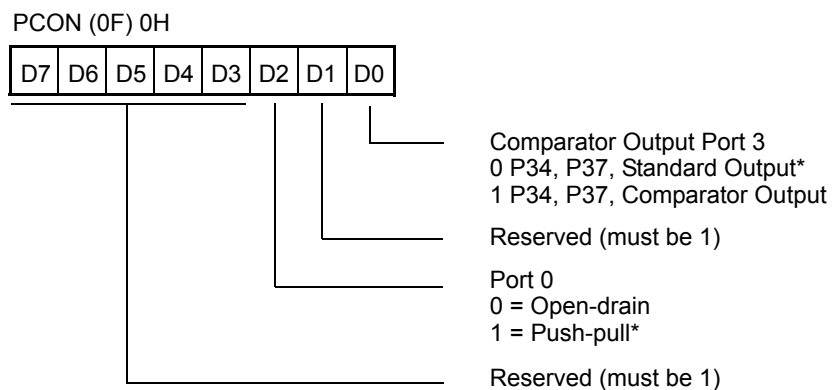 PCON (0F) 0H
D7 D6 D5 D4 D3 D2 D1 D0
Comparator Output Port 3
0 P34, P37, Standard Output*
1 P34, P37, Comparator Output
Reserved (must be 1)
Port 0
0 = Open-drain
1 = Push-pull*
Reserved (must be 1)